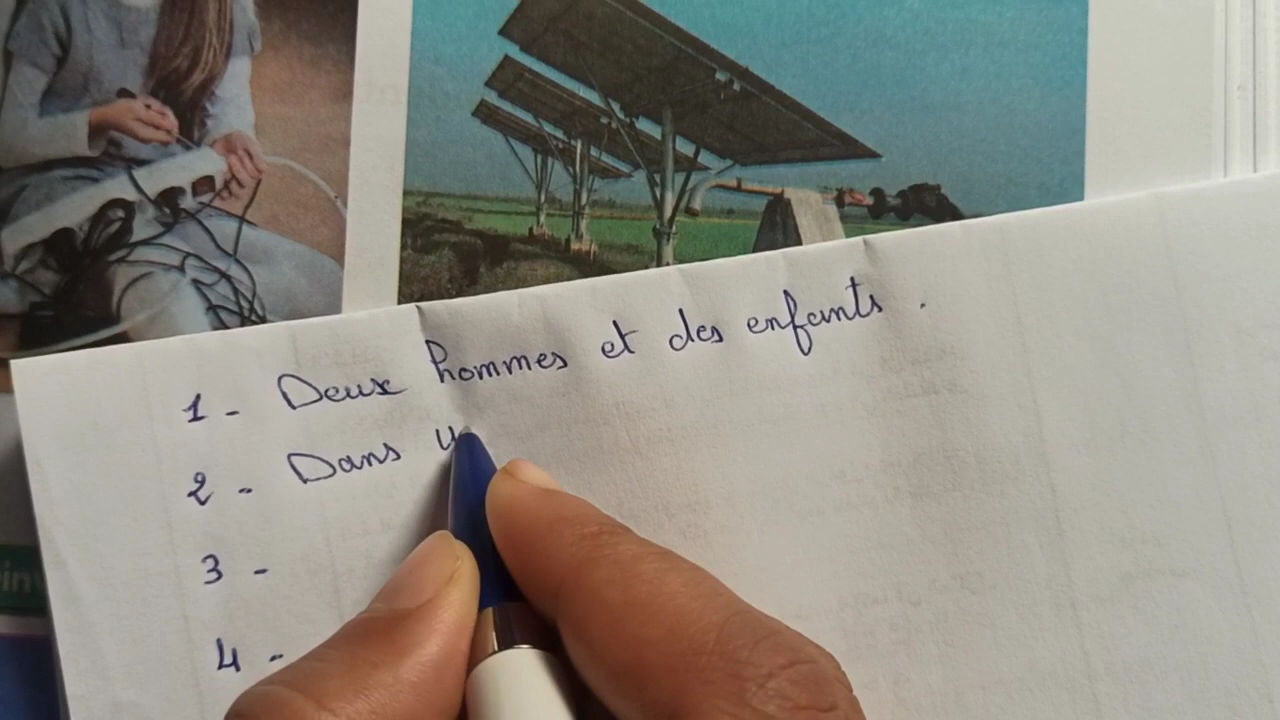 1 - Deux hommes et des enfants .
2 - Dans u
3 -
4 -